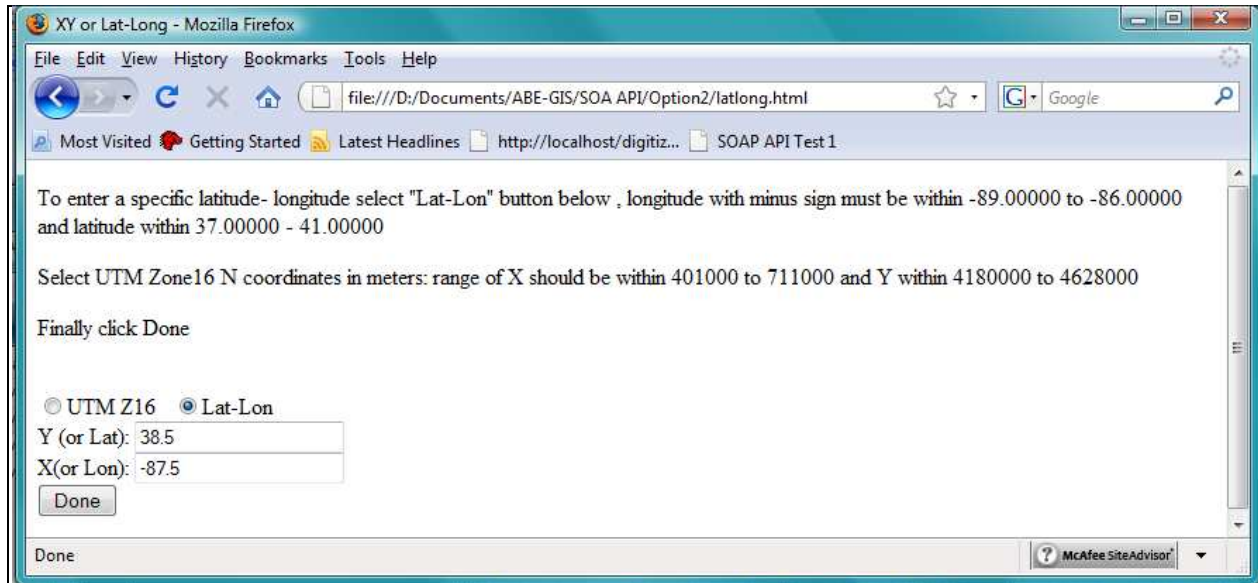 XY or Lat-Long - Mozilla Firefox
File Edit View History Bookmarks Tools Help
file:///D:/Documents/ABE-GIS/SOA API/Option2/latlong.html
G Google
Most Visited Getting Started Latest Headlines http://localhost/digitiz... SOAP API Test 1
To enter a specific latitude- longitude select "Lat-Lon" button below , longitude with minus sign must be within -89.00000 to -86.00000
and latitude within 37.00000 - 41.00000
Select UTM Zone16 N coordinates in meters: range of X should be within 401000 to 711000 and Y within 4180000 to 4628000
Finally click Done
UTM Z16 Lat-Lon
Y (or Lat): 38.5
X(or Lon): -87.5
Done
Done
? McAfee SiteAdvisor